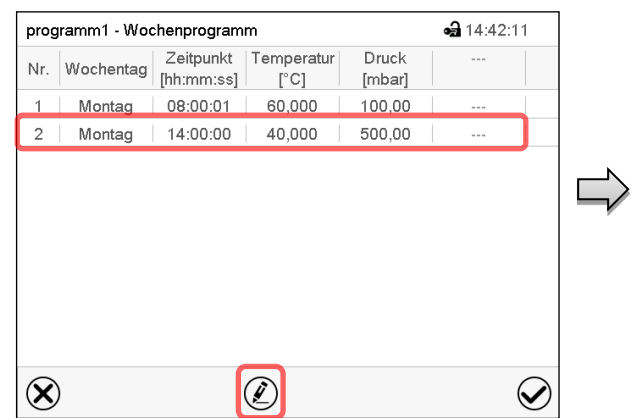 programm1 - Wochenprogramm 14:42:11
Nr. Wochentag Zeitpunkt [hh:mm:ss] Temperatur [°C] Druck [mbar] ---
1 Montag 08:00:01 60,000 100,00 ---
2 Montag 14:00:00 40,000 500,00 ---